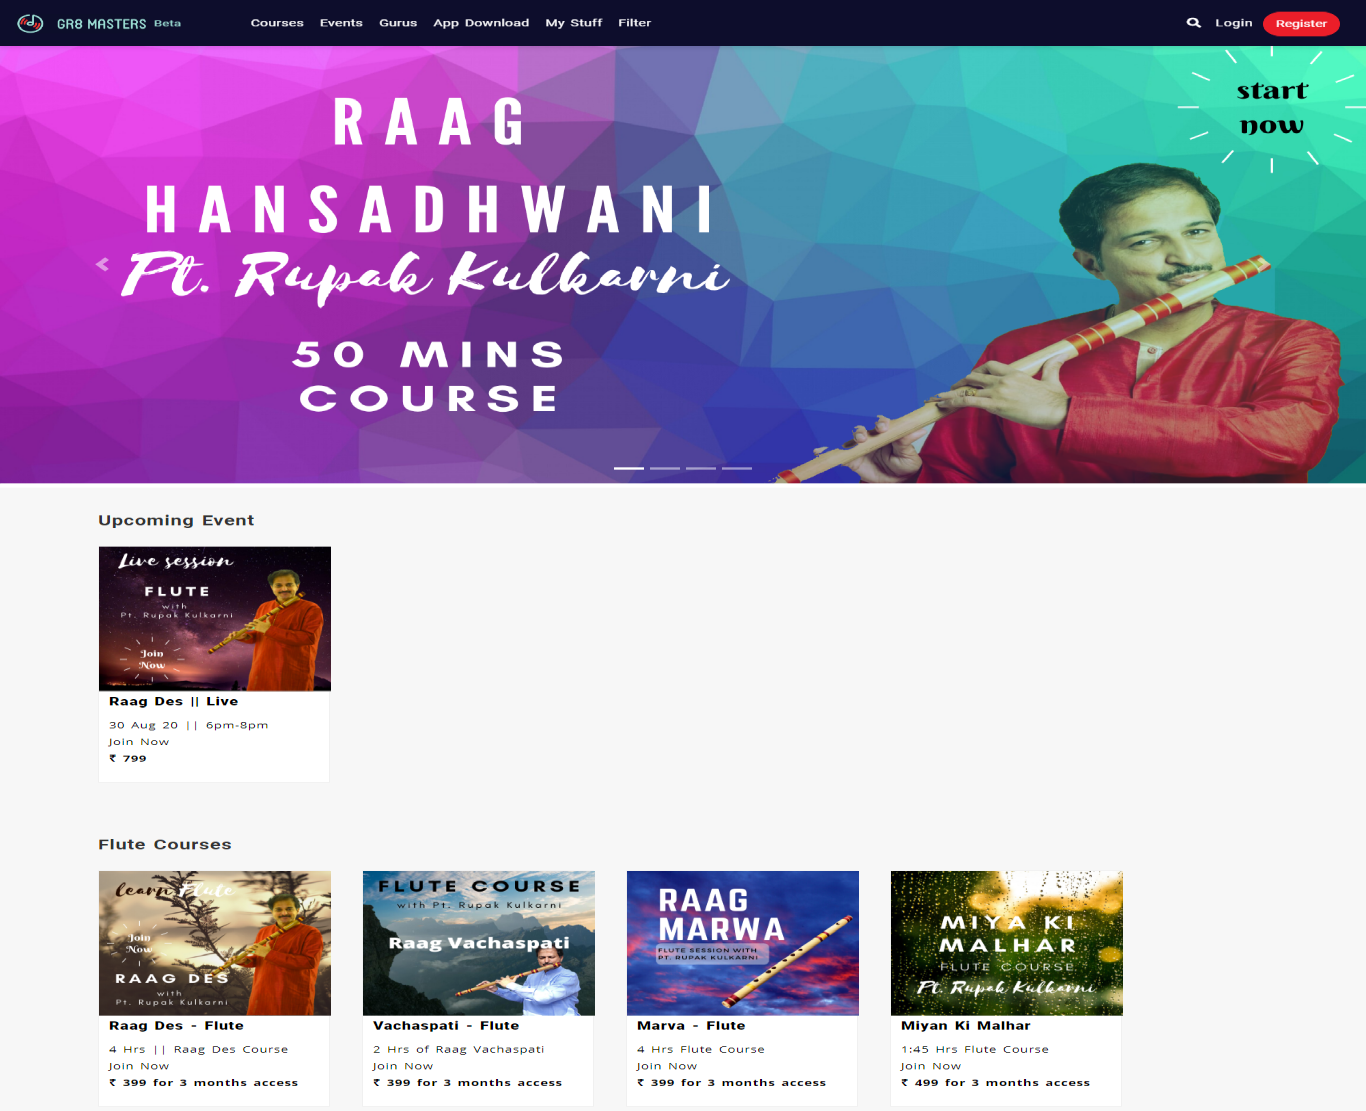 GR8 MASTERS Beta
Courses Events Gurus App Download My Stuff Filter
Login Register
start
now
RAAG
HANSADHWANI
Pt. Rupak Kulkarni
50 MINS
COURSE
Upcoming Event
Live session
FLUTE
with
Pt. Rupak Kulkarni
Join
Now
Raag Des || Live
30 Aug 20 || 6pm-8pm
Join Now
₹ 799
Flute Courses
learn Flute
Join
Now
RAAG DES
with
Pt. Rupak Kulkarni
Raag Des - Flute
4 Hrs || Raag Des Course
Join Now
₹ 399 for 3 months access
FLUTE COURSE
with Pt. Rupak Kulkarni
Raag Vachaspati
Vachaspati - Flute
2 Hrs of Raag Vachaspati
Join Now
₹ 399 for 3 months access
RAAG
MARWA
FLUTE SESSION WITH
PT. RUPAK KULKARNI
Marva - Flute
4 Hrs Flute Course
Join Now
₹ 399 for 3 months access
MIYA KI
MALHAR
FLUTE COURSE
Pt. Rupak Kulkarni
Miyan Ki Malhar
1:45 Hrs Flute Course
Join Now
₹ 499 for 3 months access